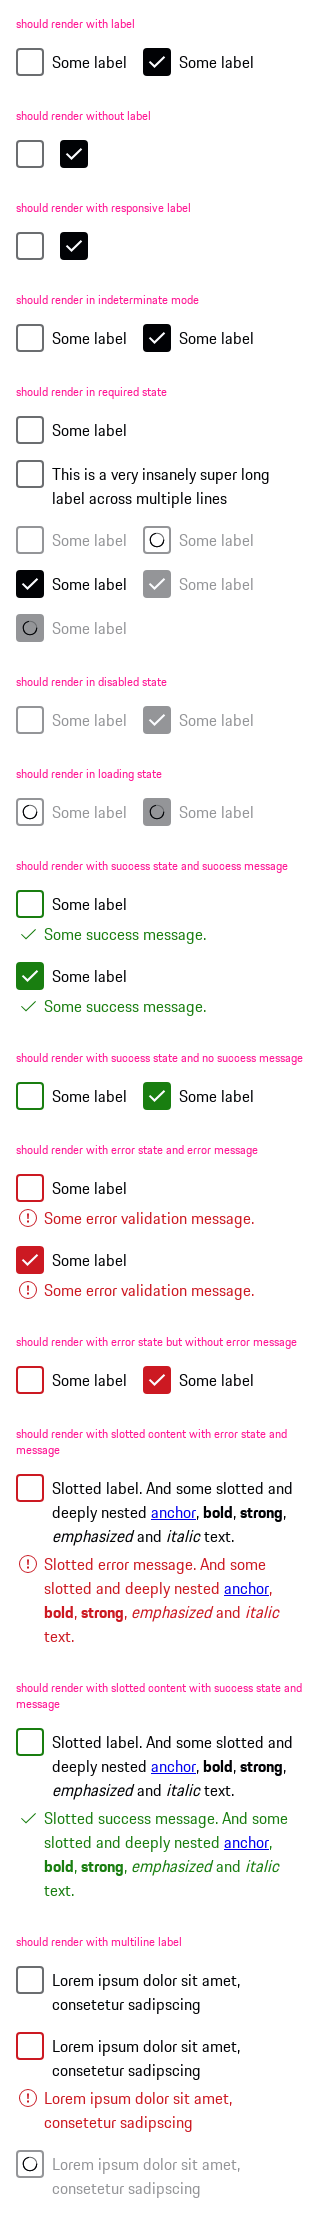 should render with label
Some label Some label
should render without label
should render with responsive label
should render in indeterminate mode
Some label Some label
should render in required state
Some label
This is a very insanely super long
label across multiple lines
Some label Some label
Some label Some label
Some label
should render in disabled state
Some label Some label
should render in loading state
Some label Some label
should render with success state and success message
Some label
Some success message.
Some label
Some success message.
should render with success state and no success message
Some label Some label
should render with error state and error message
Some label
Some error validation message.
Some label
Some error validation message.
should render with error state but without error message
Some label Some label
should render with slotted content with error state and
message
Slotted label. And some slotted and
deeply nested anchor, bold, strong,
emphasized and italic text.
Slotted error message. And some
slotted and deeply nested anchor,
bold, strong, emphasized and italic
text.
should render with slotted content with success state and
message
Slotted label. And some slotted and
deeply nested anchor, bold, strong,
emphasized and italic text.
Slotted success message. And some
slotted and deeply nested anchor,
bold, strong, emphasized and italic
text.
should render with multiline label
Lorem ipsum dolor sit amet,
consetetur sadipscing
Lorem ipsum dolor sit amet,
consetetur sadipscing
Lorem ipsum dolor sit amet,
consetetur sadipscing
Lorem ipsum dolor sit amet,
consetetur sadipscing